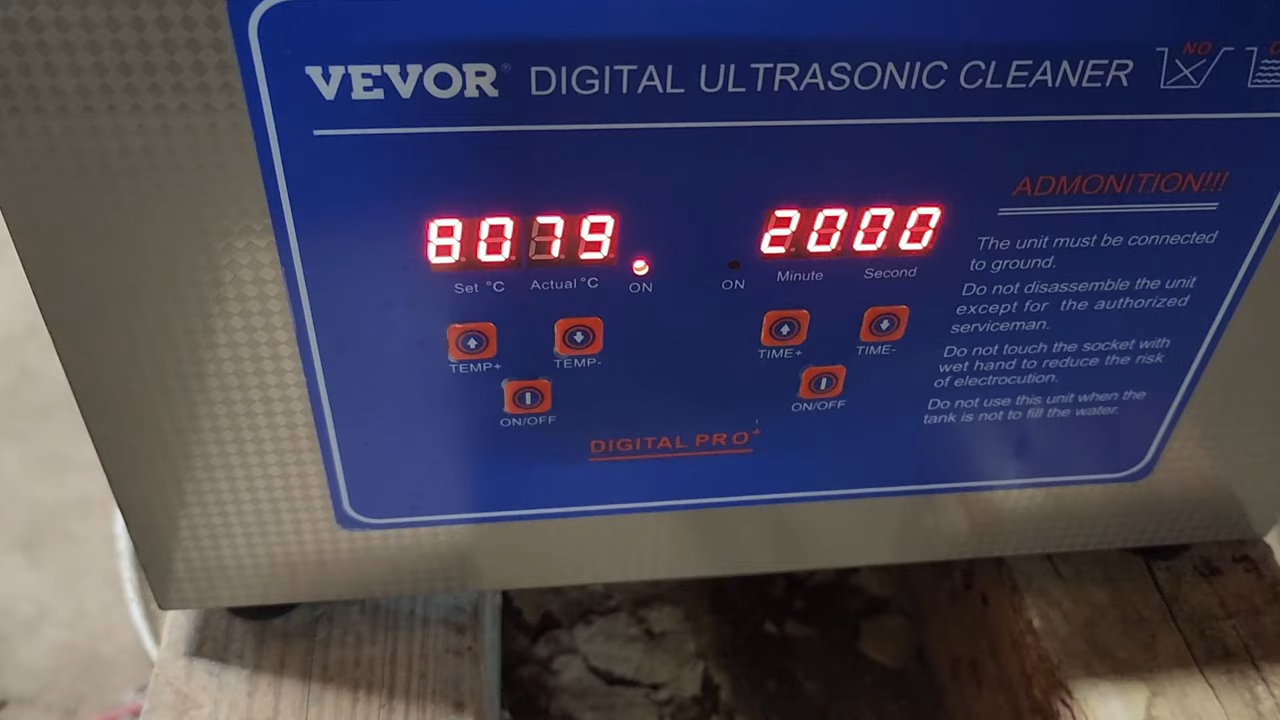 VEVOR® DIGITAL ULTRASONIC CLEANER
NO
ADMONITION!!!
8079 2000
Set °C Actual °C ON ON Minute Second
The unit must be connected
to ground.
Do not disassemble the unit
except for the authorized
serviceman.
Do not touch the socket with
wet hand to reduce the risk
of electrocution.
Do not use this unit when the
tank is not to fill the water.
TEMP+ TEMP- TIME+ TIME-
ON/OFF ON/OFF
DIGITAL PRO+